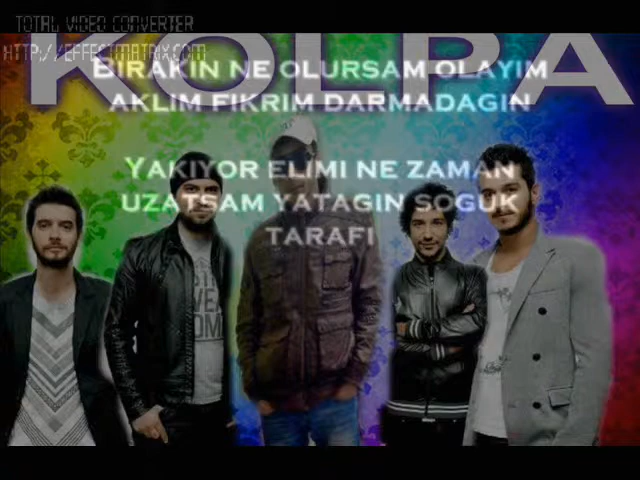 TOTAL VIDEO CONVERTER
HTTP://EFFECTMATRIX.COM
KOLPA
BIRAKIN NE OLURSAM OLAYIM
AKLIM FIKRIM DARMADAGIN
YAKIYOR ELIMI NE ZAMAN
UZATSAM YATAGIN SOGUK
TARAFI